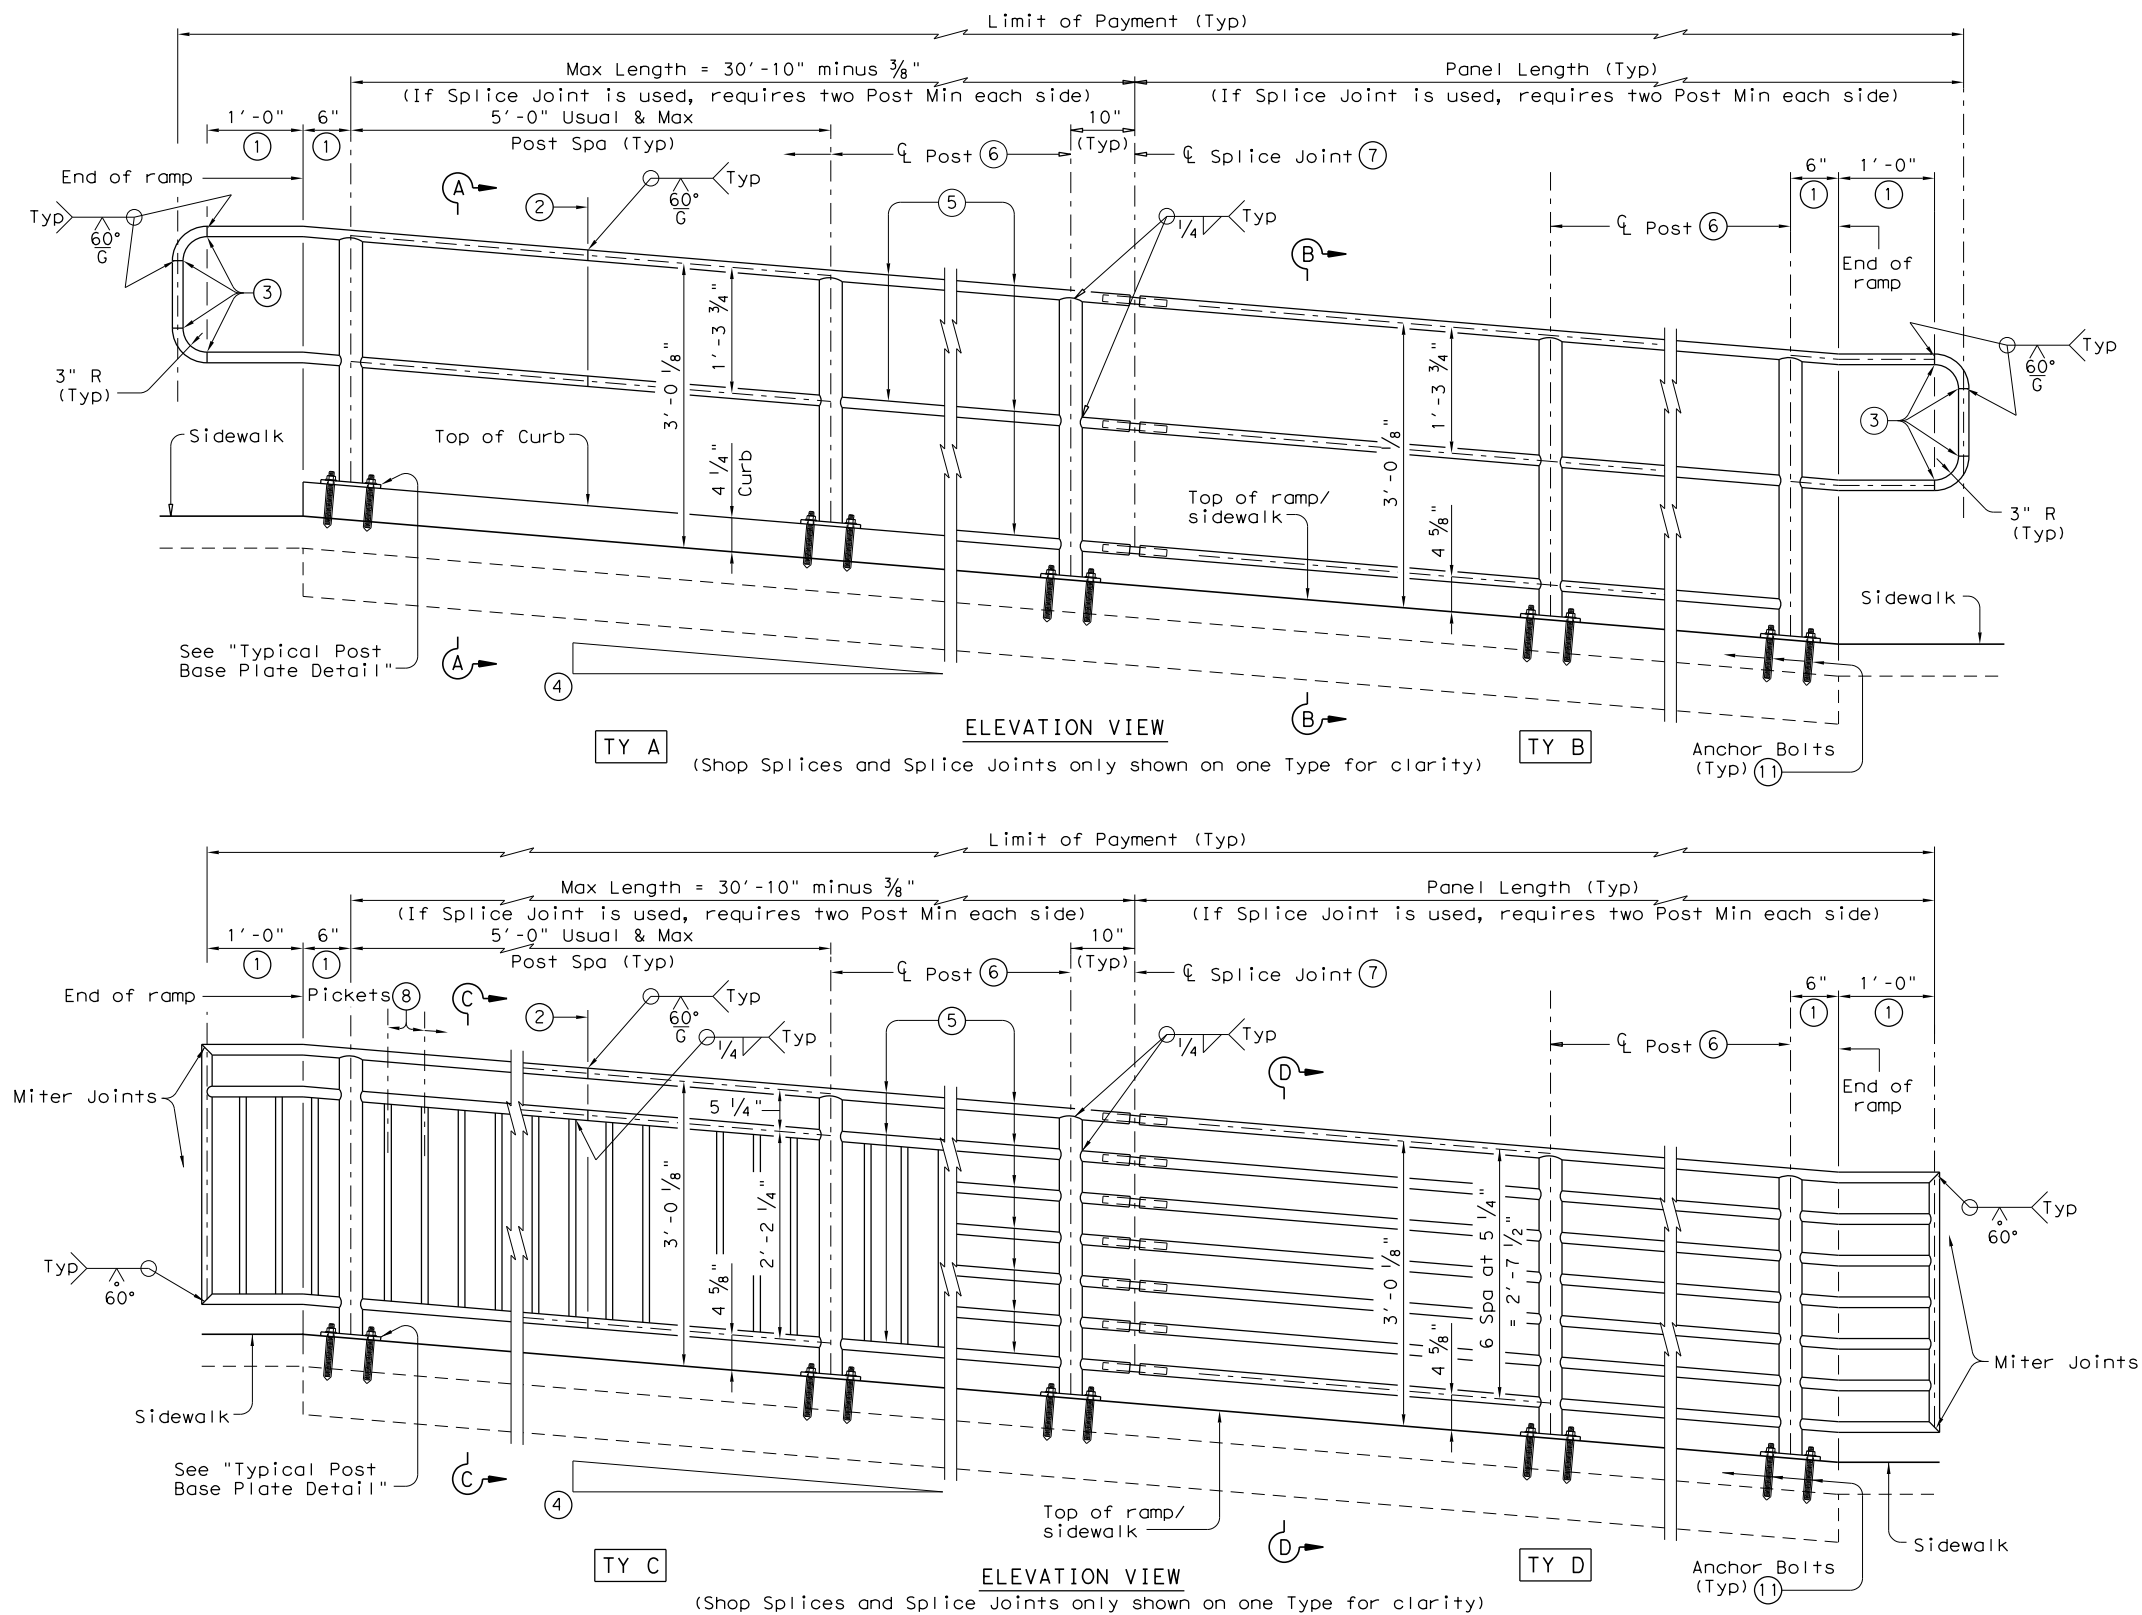 Limit of Payment (Typ)
Max Length = 30'-10" minus ⅜"
Panel Length (Typ)
(If Splice Joint is used, requires two Post Min each side)
(If Splice Joint is used, requires two Post Min each side)
1'-0"
6"
5'-0" Usual & Max
10"
1
1
Post Spa (Typ)
(Typ)
℄ Post 6
℄ Splice Joint 7
6"
1'-0"
1
1
End of ramp
A
Typ
60°
G
2
5
Typ
60°
G
1/4
Typ
℄ Post 6
B
End of
ramp
3
1'-3 ¾"
3'-0 ⅛"
1'-3 ¾"
3'-0 ⅛"
Typ
60°
G
3" R
(Typ)
3
Sidewalk
Top of Curb
4 ¼"
Curb
Top of ramp/
sidewalk
4 ⅝"
3" R
(Typ)
Sidewalk
See "Typical Post
Base Plate Detail"
A
4
B
ELEVATION VIEW
TY A
TY B
(Shop Splices and Splice Joints only shown on one Type for clarity)
Anchor Bolts
(Typ) 11
Limit of Payment (Typ)
Max Length = 30'-10" minus ⅜"
Panel Length (Typ)
(If Splice Joint is used, requires two Post Min each side)
(If Splice Joint is used, requires two Post Min each side)
1'-0"
6"
5'-0" Usual & Max
10"
1
1
Post Spa (Typ)
(Typ)
℄ Post 6
℄ Splice Joint 7
6"
1'-0"
1
1
End of ramp
Pickets 8
C
2
Typ
60°
G
1/4
Typ
5
1/4
Typ
℄ Post 6
D
End of
ramp
Miter Joints
5 ¼"
3'-0 ⅛"
2'-2 ¼"
4 ⅝"
3'-0 ⅛"
6 Spa at 5 ¼"
= 2'-7 ½"
4 ⅝"
Typ
60°
Typ
60°
Miter Joints
Sidewalk
See "Typical Post
Base Plate Detail"
C
4
Top of ramp/
sidewalk
D
Sidewalk
TY C
TY D
ELEVATION VIEW
(Shop Splices and Splice Joints only shown on one Type for clarity)
Anchor Bolts
(Typ) 11